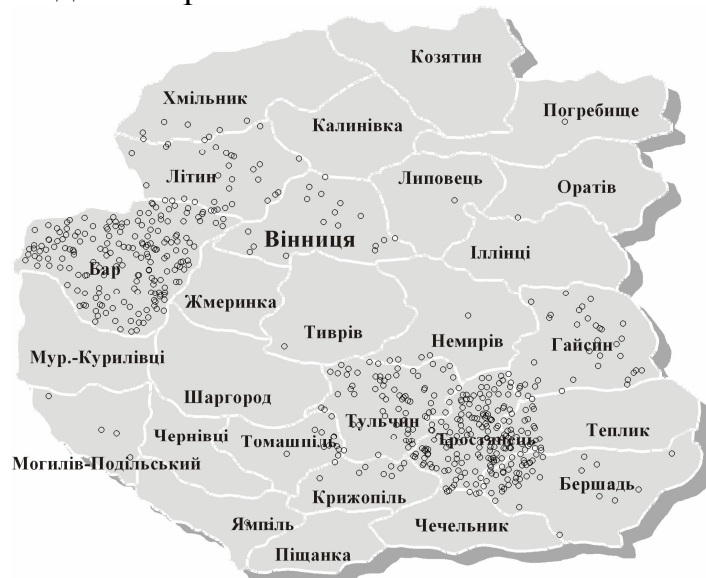 Козятин
Хмільник
Погребище
Калинівка
Літин
Липовець
Оратів
Вінниця
Іллінці
Бар
Жмеринка
Тиврів
Немирів
Гайсин
Мур.-Курилівці
Шаргород
Тульчин
Чернівці
Томашпіль
Тростянець
Теплик
Могилів-Подільський
Бершадь
Крижопіль
Ямпіль
Чечельник
Піщанка